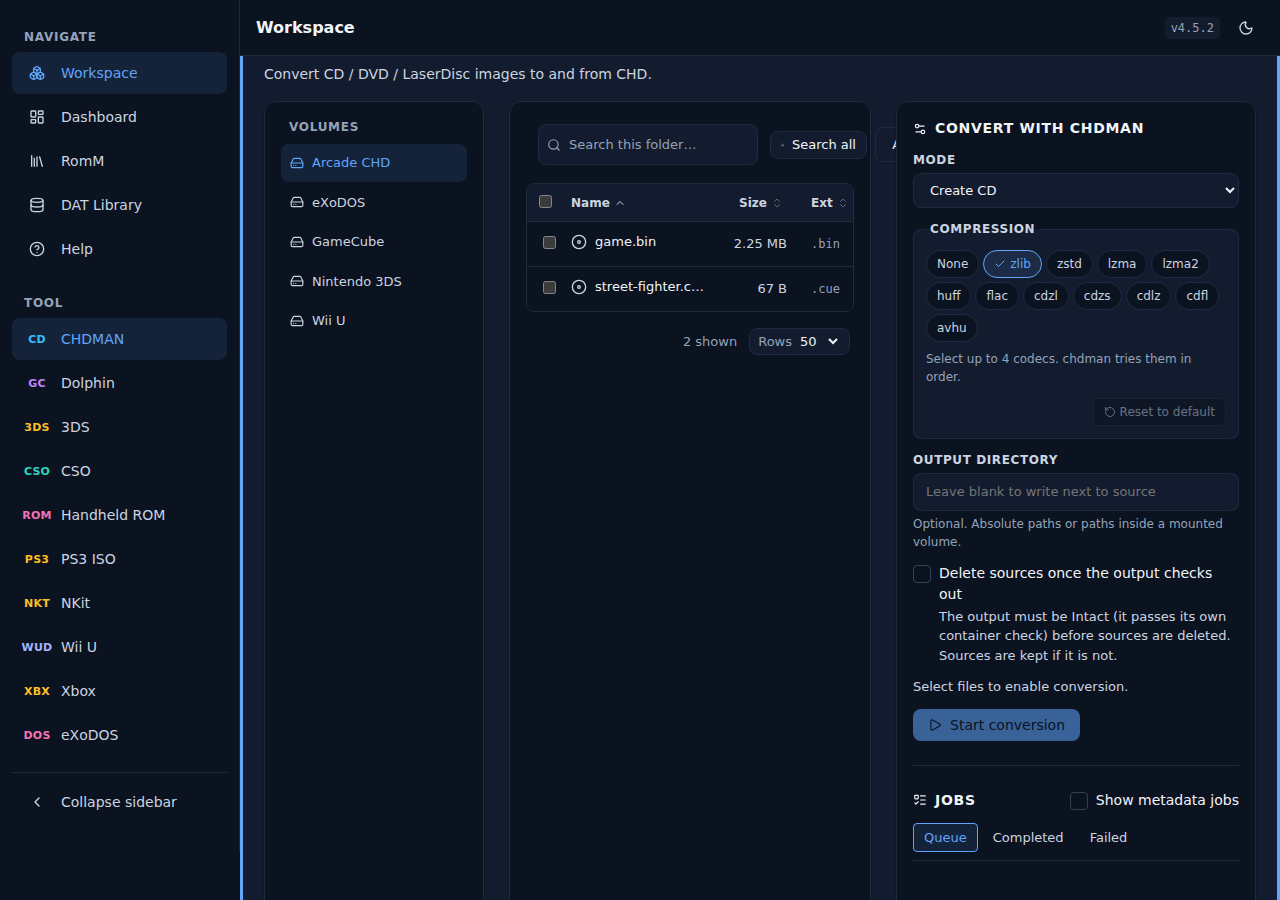 NAVIGATE
Workspace
Dashboard
RomM
DAT Library
Help
TOOL
CD CHDMAN
GC Dolphin
3DS 3DS
CSO CSO
ROM Handheld ROM
PS3 PS3 ISO
NKT NKit
WUD Wii U
XBX Xbox
DOS eXoDOS
Collapse sidebar
Workspace
v4.5.2
Convert CD / DVD / LaserDisc images to and from CHD.
VOLUMES
Arcade CHD
eXoDOS
GameCube
Nintendo 3DS
Wii U
Search this folder…
Search all
Name Size Ext
game.bin 2.25 MB .bin
street-fighter.c… 67 B .cue
2 shown Rows 50
CONVERT WITH CHDMAN
MODE
Create CD
COMPRESSION
None zlib zstd lzma lzma2
huff flac cdzl cdzs cdlz cdfl
avhu
Select up to 4 codecs. chdman tries them in
order.
Reset to default
OUTPUT DIRECTORY
Leave blank to write next to source
Optional. Absolute paths or paths inside a mounted
volume.
Delete sources once the output checks
out
The output must be Intact (it passes its own
container check) before sources are deleted.
Sources are kept if it is not.
Select files to enable conversion.
Start conversion
JOBS
Show metadata jobs
Queue Completed Failed